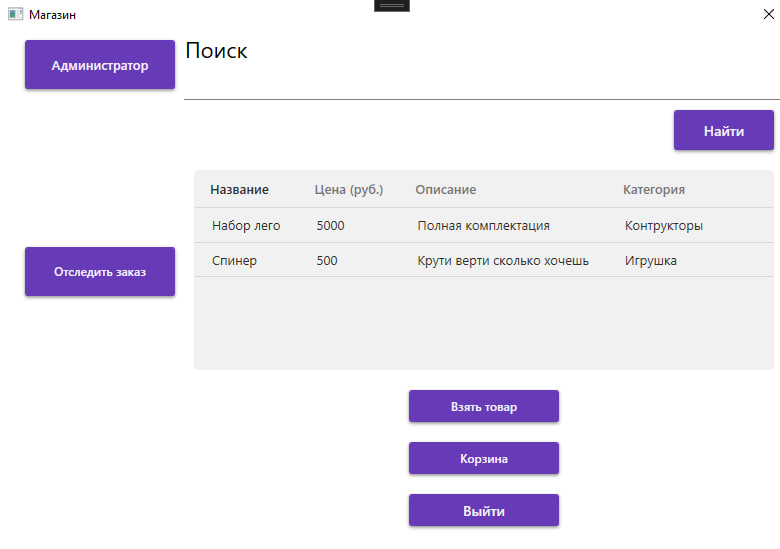 Магазин
Администратор
Поиск
Найти
Название Цена (руб.) Описание Категория
Набор лего 5000 Полная комплектация Контрукторы
Спинер 500 Крути верти сколько хочешь Игрушка
Отследить заказ
Взять товар
Корзина
Выйти